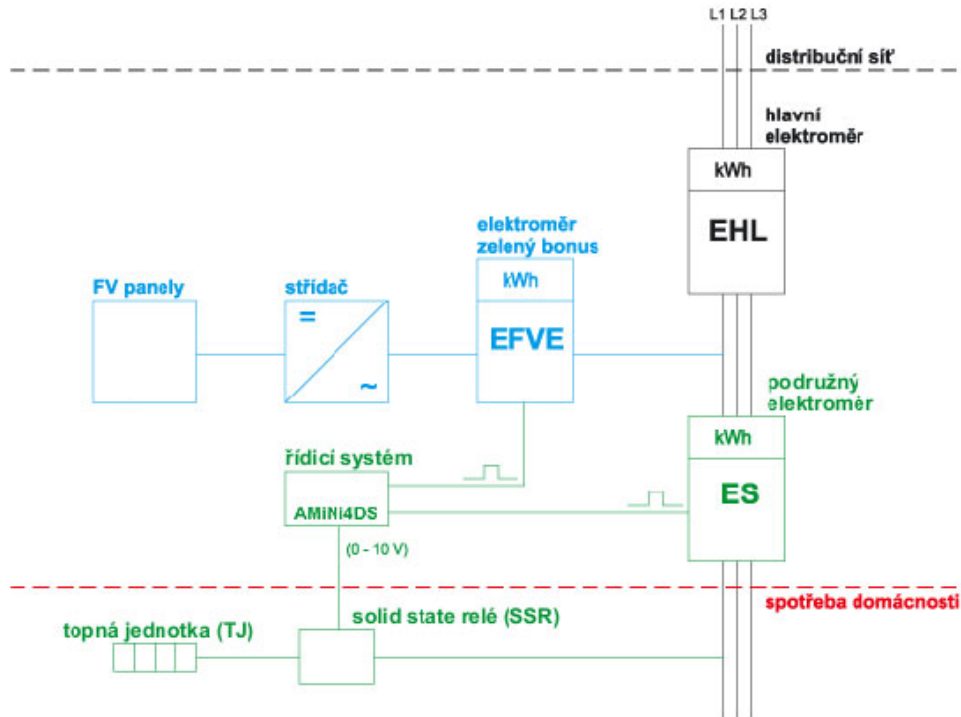 L1 L2 L3
distribuční síť
hlavní
elektroměr
kWh
EHL
elektroměr
zelený bonus
kWh
EFVE
FV panely
střídač
=
~
podružný
elektroměr
kWh
ES
řídicí systém
AMiNi4DS
(0 - 10 V)
spotřeba domácnosti
solid state relé (SSR)
topná jednotka (TJ)